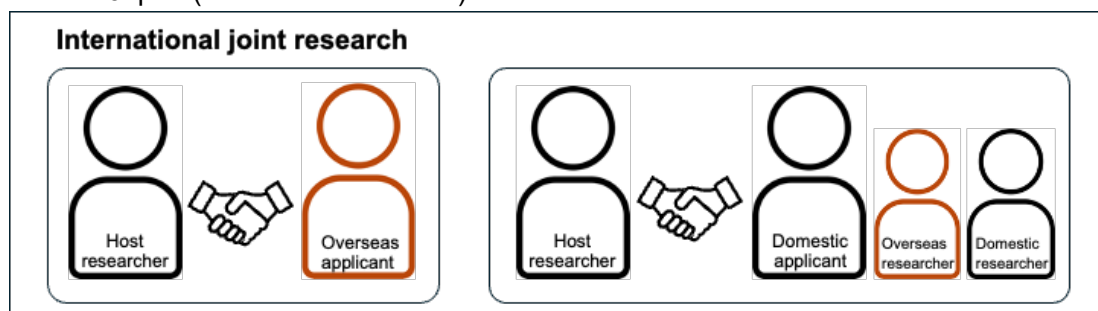 International joint research
Host
researcher
Overseas
applicant
Host
researcher
Domestic
applicant
Overseas
researcher
Domestic
researcher